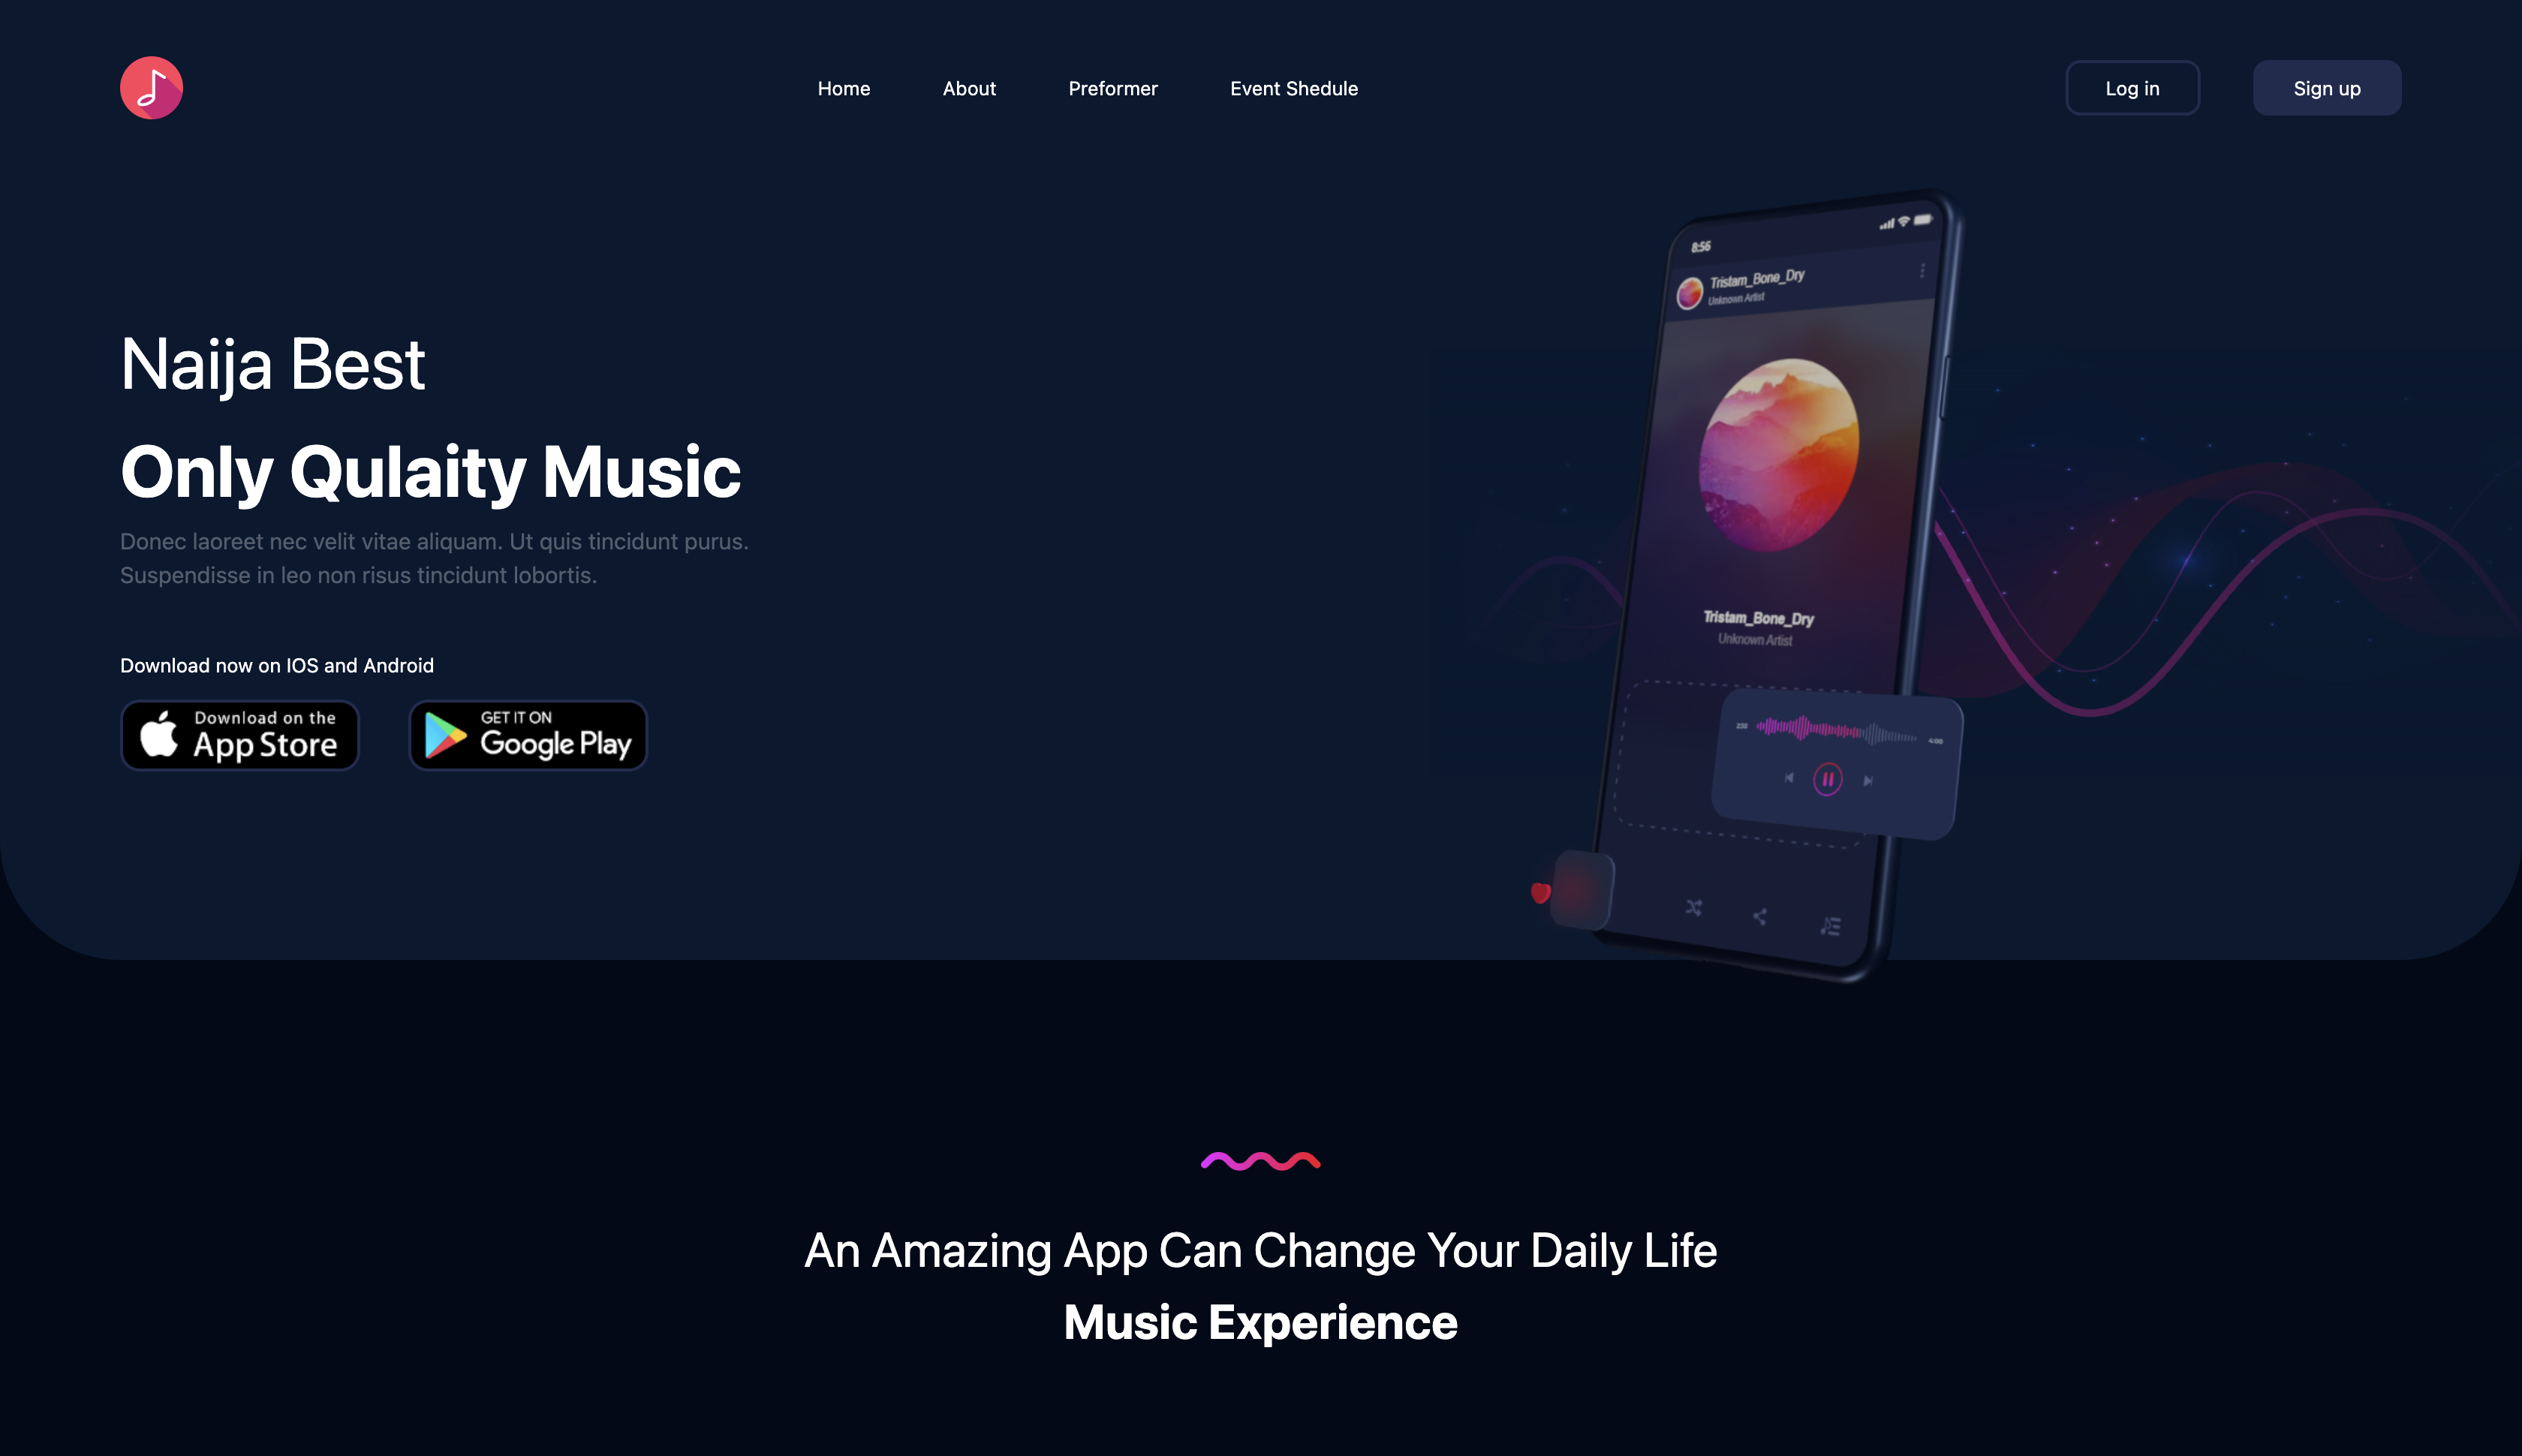 Home
About
Preformer
Event Shedule
Log in
Sign up
Naija Best
Only Qulaity Music
Donec laoreet nec velit vitae aliquam. Ut quis tincidunt purus.
Suspendisse in leo non risus tincidunt lobortis.
Download now on IOS and Android
Download on the
App Store
GET IT ON
Google Play
8:56
Tristam_Bone_Dry
Unknown Artist
Tristam_Bone_Dry
Unknown Artist
4:00
An Amazing App Can Change Your Daily Life
Music Experience